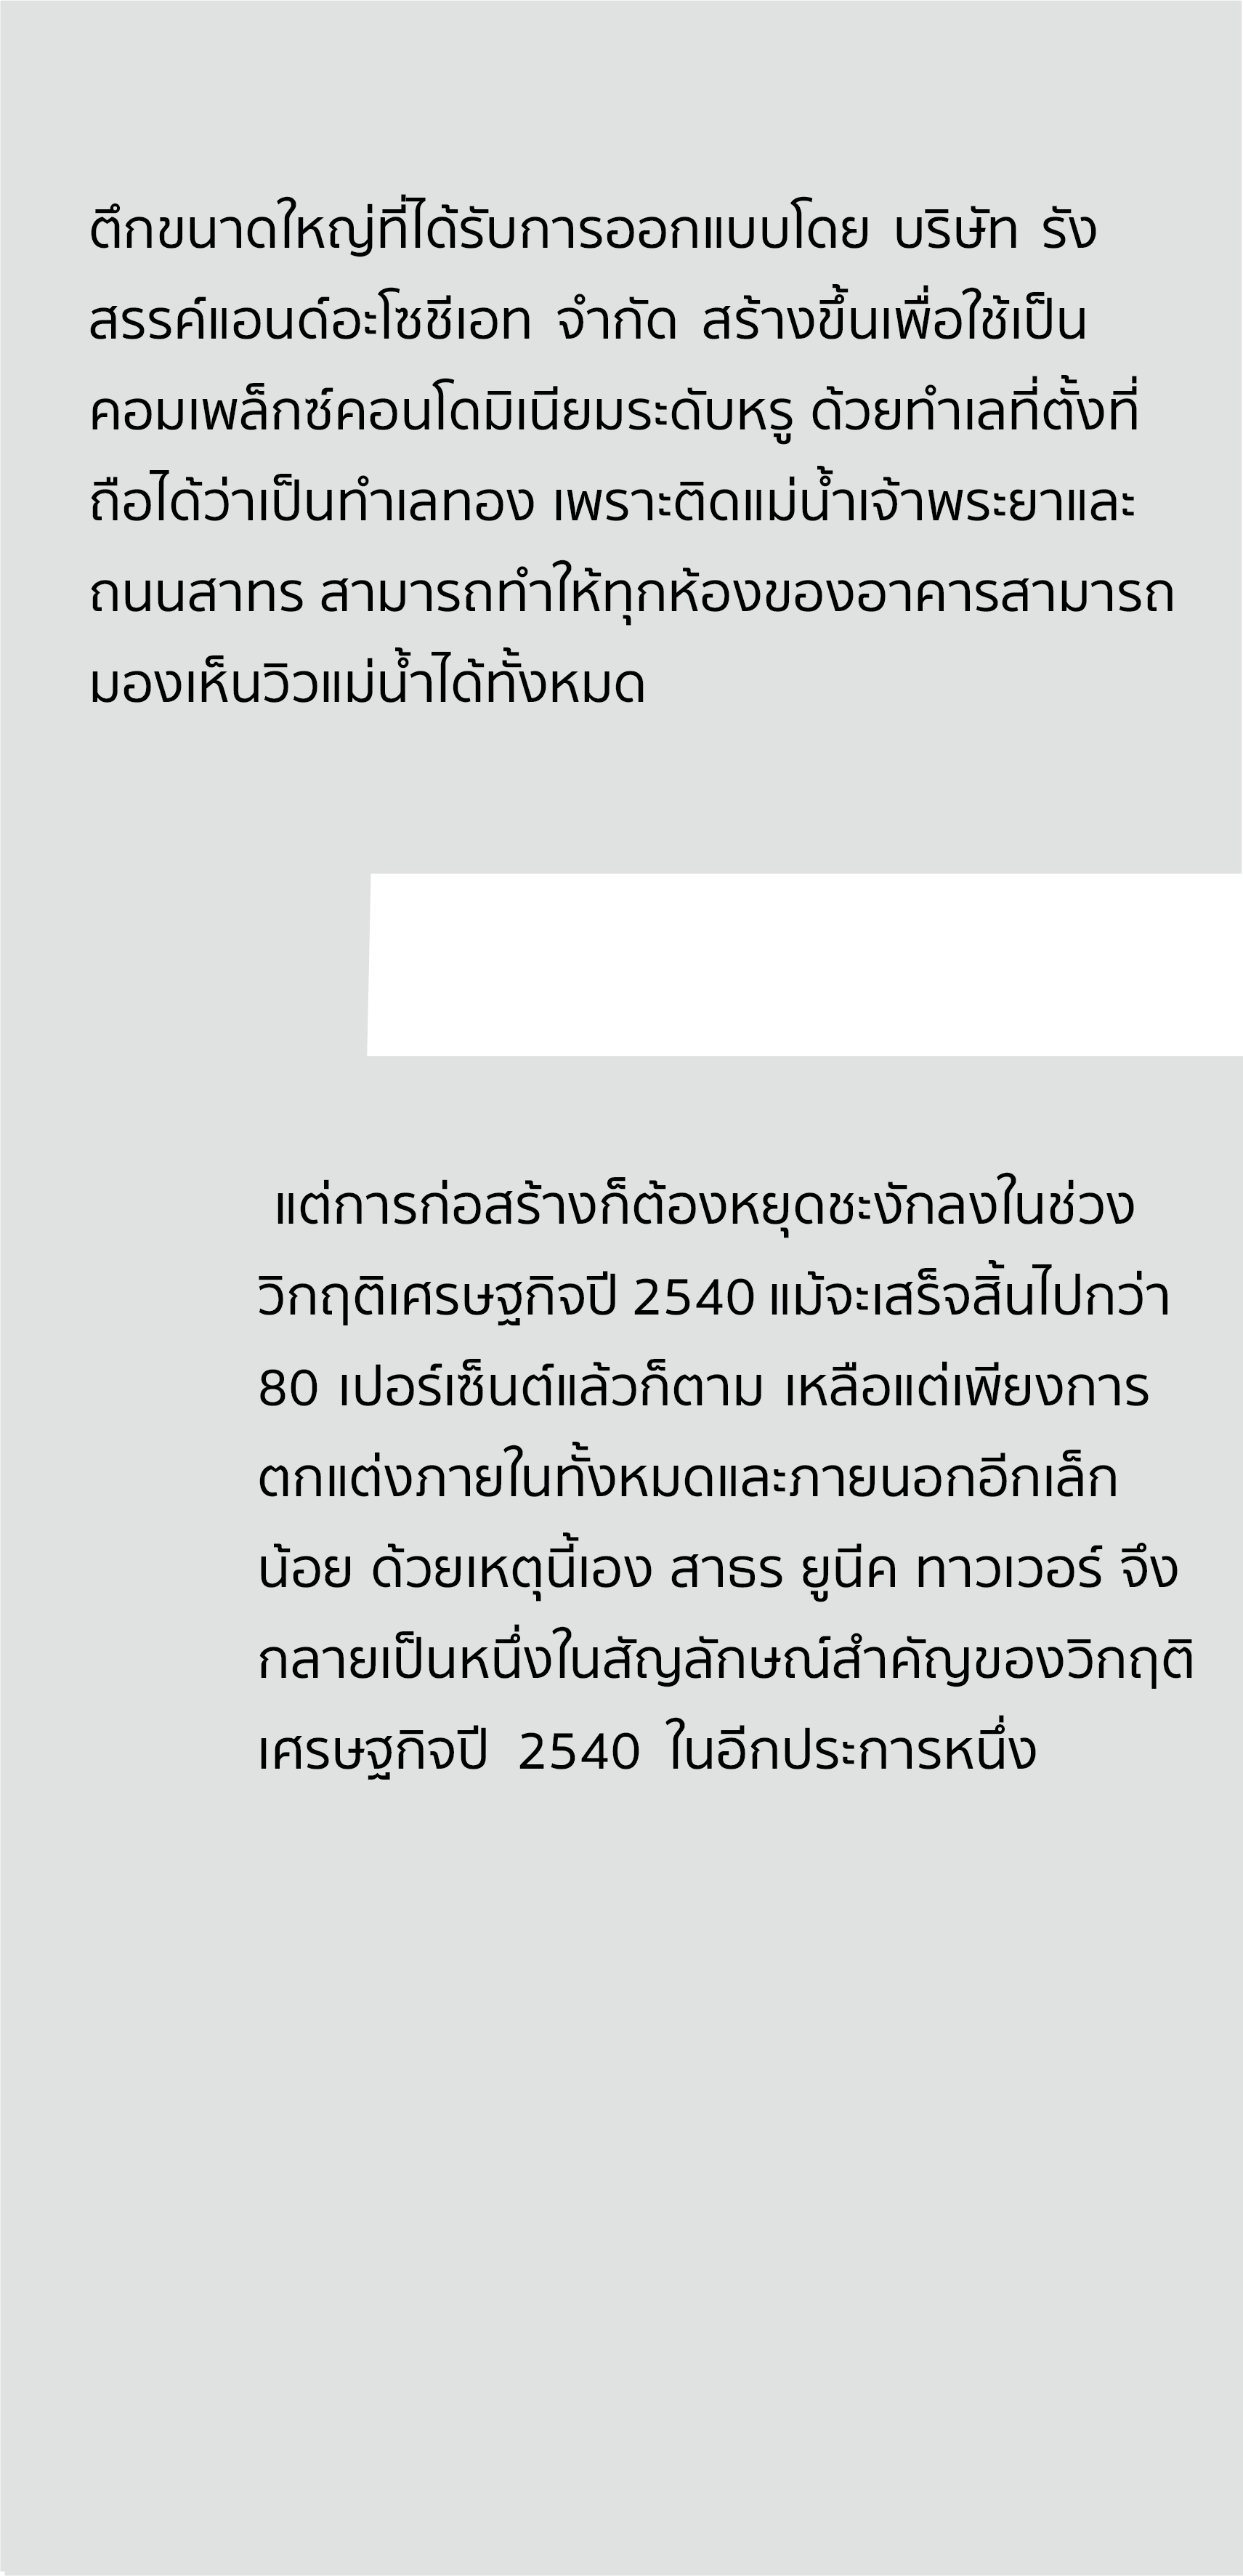 ตึกขนาดใหญ่ที่ได้รับการออกแบบโดย บริษัท รัง
สรรค์แอนด์อะโซชีเอท จำกัด สร้างขึ้นเพื่อใช้เป็น
คอมเพล็กซ์คอนโดมิเนียมระดับหรู ด้วยทำเลที่ตั้งที่
ถือได้ว่าเป็นทำเลทอง เพราะติดแม่น้ำเจ้าพระยาและ
ถนนสาทร สามารถทำให้ทุกห้องของอาคารสามารถ
มองเห็นวิวแม่น้ำได้ทั้งหมด
แต่การก่อสร้างก็ต้องหยุดชะงักลงในช่วง
วิกฤติเศรษฐกิจปี 2540 แม้จะเสร็จสิ้นไปกว่า
80 เปอร์เซ็นต์แล้วก็ตาม เหลือแต่เพียงการ
ตกแต่งภายในทั้งหมดและภายนอกอีกเล็ก
น้อย ด้วยเหตุนี้เอง สาธร ยูนีค ทาวเวอร์ จึง
กลายเป็นหนึ่งในสัญลักษณ์สำคัญของวิกฤติ
เศรษฐกิจปี 2540 ในอีกประการหนึ่ง